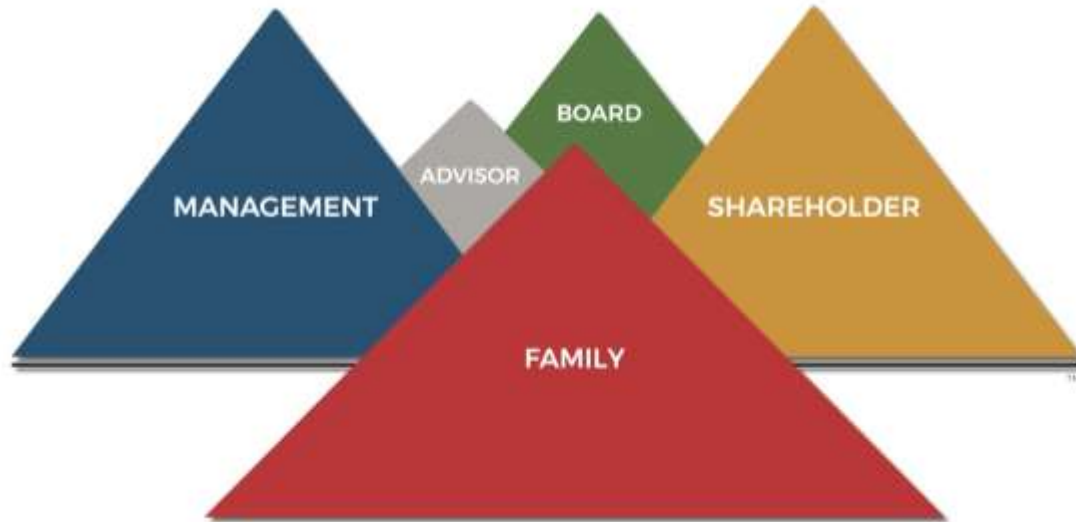 BOARD
ADVISOR
MANAGEMENT
SHAREHOLDER
FAMILY